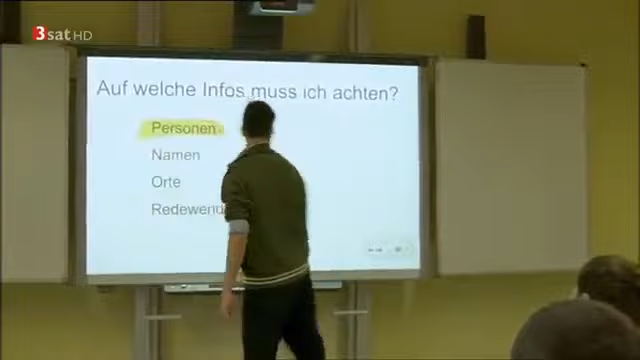 3sat HD
Auf welche Infos muss ich achten?
Personen
Namen
Orte